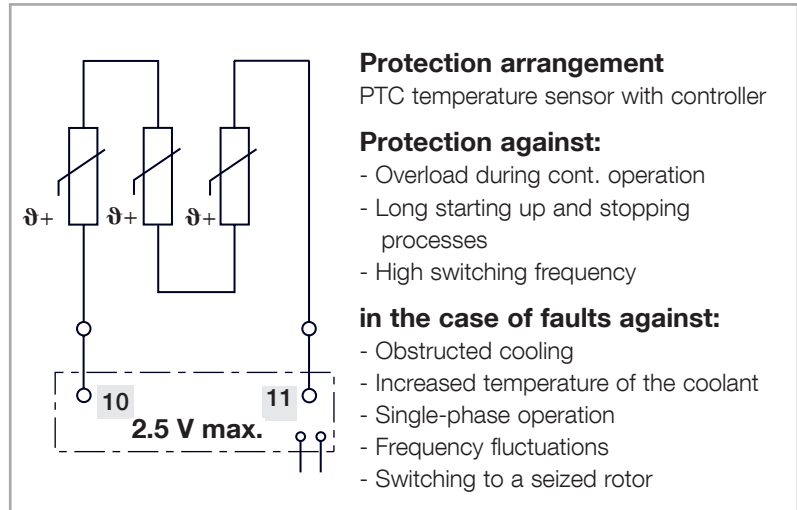 ϑ+
ϑ+
ϑ+
10
11
2.5 V max.
Protection arrangement
PTC temperature sensor with controller
Protection against:
- Overload during cont. operation
- Long starting up and stopping
processes
- High switching frequency
in the case of faults against:
- Obstructed cooling
- Increased temperature of the coolant
- Single-phase operation
- Frequency fluctuations
- Switching to a seized rotor